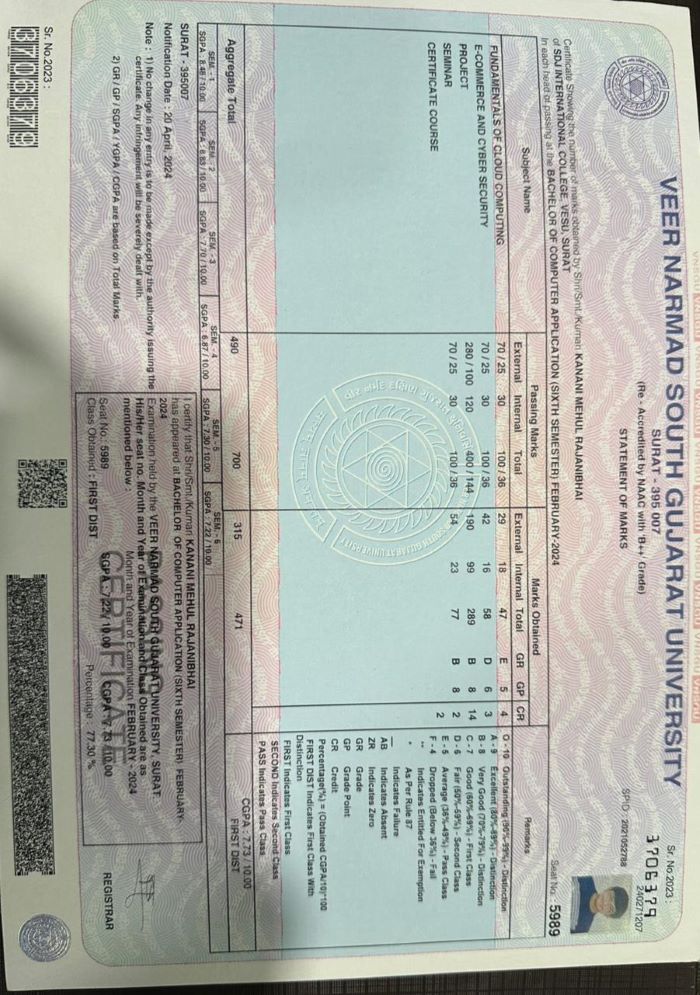 VEER NARMAD SOUTH GUJARAT UNIVERSITY
SURAT - 395 007
(Re - Accredited by NAAC with 'B++' Grade)
STATEMENT OF MARKS
Sr. No.2023 :
3706379
240271207
SPID : 2021052788
Certificate Showing the number of marks obtained by Shri/Smt./Kumari KANANI MEHUL RAJANIBHAI
of SDJ INTERNATIONAL COLLEGE, VESU, SURAT
in each head of passing at the BACHELOR OF COMPUTER APPLICATION (SIXTH SEMESTER) FEBRUARY-2024
Seat No: 5989
Subject Name Passing Marks Marks Obtained Remarks
External Internal Total External Internal Total GR GP CR
FUNDAMENTALS OF CLOUD COMPUTING 70 / 25 30 100 / 36 29 18 47 E 5 4
E-COMMERCE AND CYBER SECURITY 70 / 25 30 100 / 36 42 16 58 D 6 3
PROJECT 280 / 100 120 400 / 144 190 99 289 B 8 14
SEMINAR 70 / 25 30 100 / 36 54 23 77 B 8 2
CERTIFICATE COURSE 2
O - 10 Outstanding (90%-99%) - Distinction
A - 9 Excellent (80%-89%) - Distinction
B - 8 Very Good (70%-79%) - Distinction
C - 7 Good (60%-69%) - First Class
D - 6 Fair (50%-59%) - Second Class
E - 5 Average (36%-49%) - Pass Class
F - 4 Dropped (Below 36%) - Fail
** Indicates Entitled For Exemption
* As Per Rule 87
__ Indicates Failure
AB Indicates Absent
ZR Indicates Zero
GR Grade
GP Grade Point
CR Credit
Percentage(%) = (Obtained CGPA/10)*100
FIRST DIST Indicates First Class With
Distinction
FIRST Indicates First Class
SECOND Indicates Second Class
PASS Indicates Pass Class
Aggregate Total 490 700 315 471 CGPA : 7.73 / 10.00
FIRST DIST
SEM. - 1 SEM. - 2 SEM. - 3 SEM. - 4 SEM. - 5 SEM. - 6
SGPA : 8.48 / 10.00 SGPA : 8.83 / 10.00 SGPA : 7.70 / 10.00 SGPA : 6.87 / 10.00 SGPA : 7.30 / 10.00 SGPA : 7.22 / 10.00
SURAT - 395007
Notification Date : 20 April, 2024
Note : 1) No change in any entry is to be made except by the authority issuing the
certificate. Any infringement will be severely dealt with.
2) GR / GP / SGPA / YGPA / CGPA are based on Total Marks.
I certify that Shri/Smt./Kumari KANANI MEHUL RAJANIBHAI
has appeared at BACHELOR OF COMPUTER APPLICATION (SIXTH SEMESTER) FEBRUARY-
2024
Examination held by the VEER NARMAD SOUTH GUJARAT UNIVERSITY, SURAT
His/Her seat no. Month and Year of Examination and Class Obtained are as
mentioned below :
CERTIFICATE
Month and Year of Examination FEBRUARY - 2024
Seat No.: 5989 SGPA : 7.22 / 10.00 CGPA : 7.73 / 10.00
Class Obtained : FIRST DIST Percentage : 77.30 %
REGISTRAR
Sr. No.2023 :
3706379